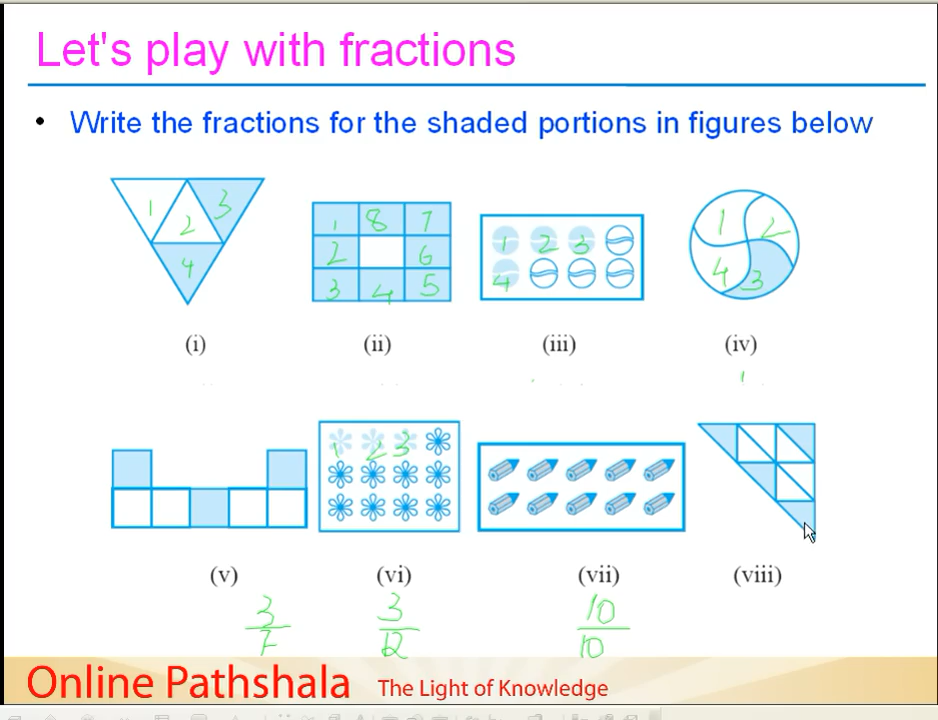 Let's play with fractions
• Write the fractions for the shaded portions in figures below
1 2 3 4
1 8 7
2 6
3 4 5
1 2 3
4
1 2
4 3
(i) (ii) (iii) (iv)
1 2 3
(v) (vi) (vii) (viii)
3/7 3/12 10/10
Online Pathshala The Light of Knowledge